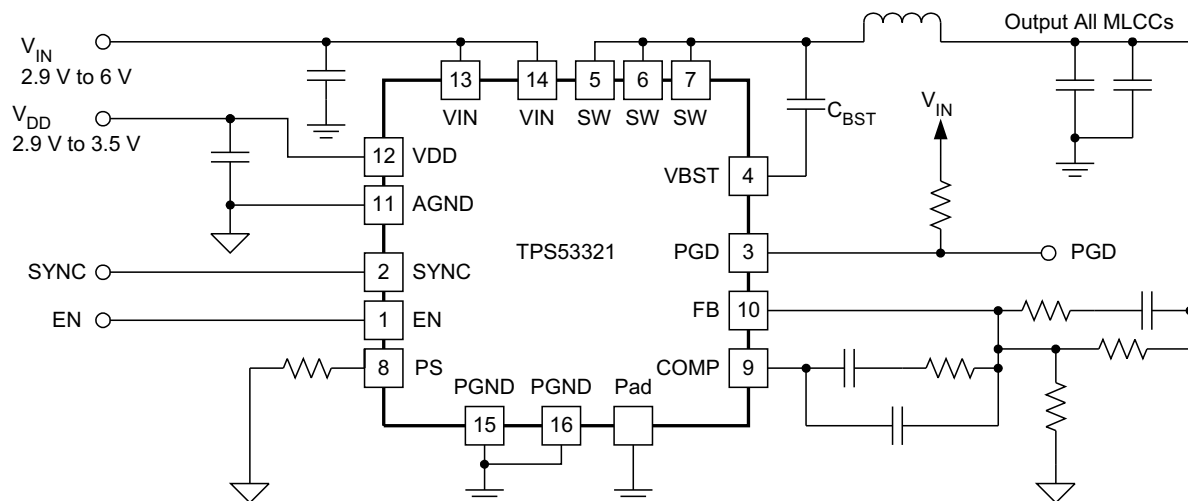 Output All MLCCs
V_IN
2.9 V to 6 V
13
14
5
6
7
VIN
VIN
SW
SW
SW
C_BST
V_IN
V_DD
2.9 V to 3.5 V
12
VDD
VBST
4
11
AGND
TPS53321
PGD
3
PGD
SYNC
2
SYNC
FB
10
EN
1
EN
8
PS
COMP
9
PGND
PGND
Pad
15
16